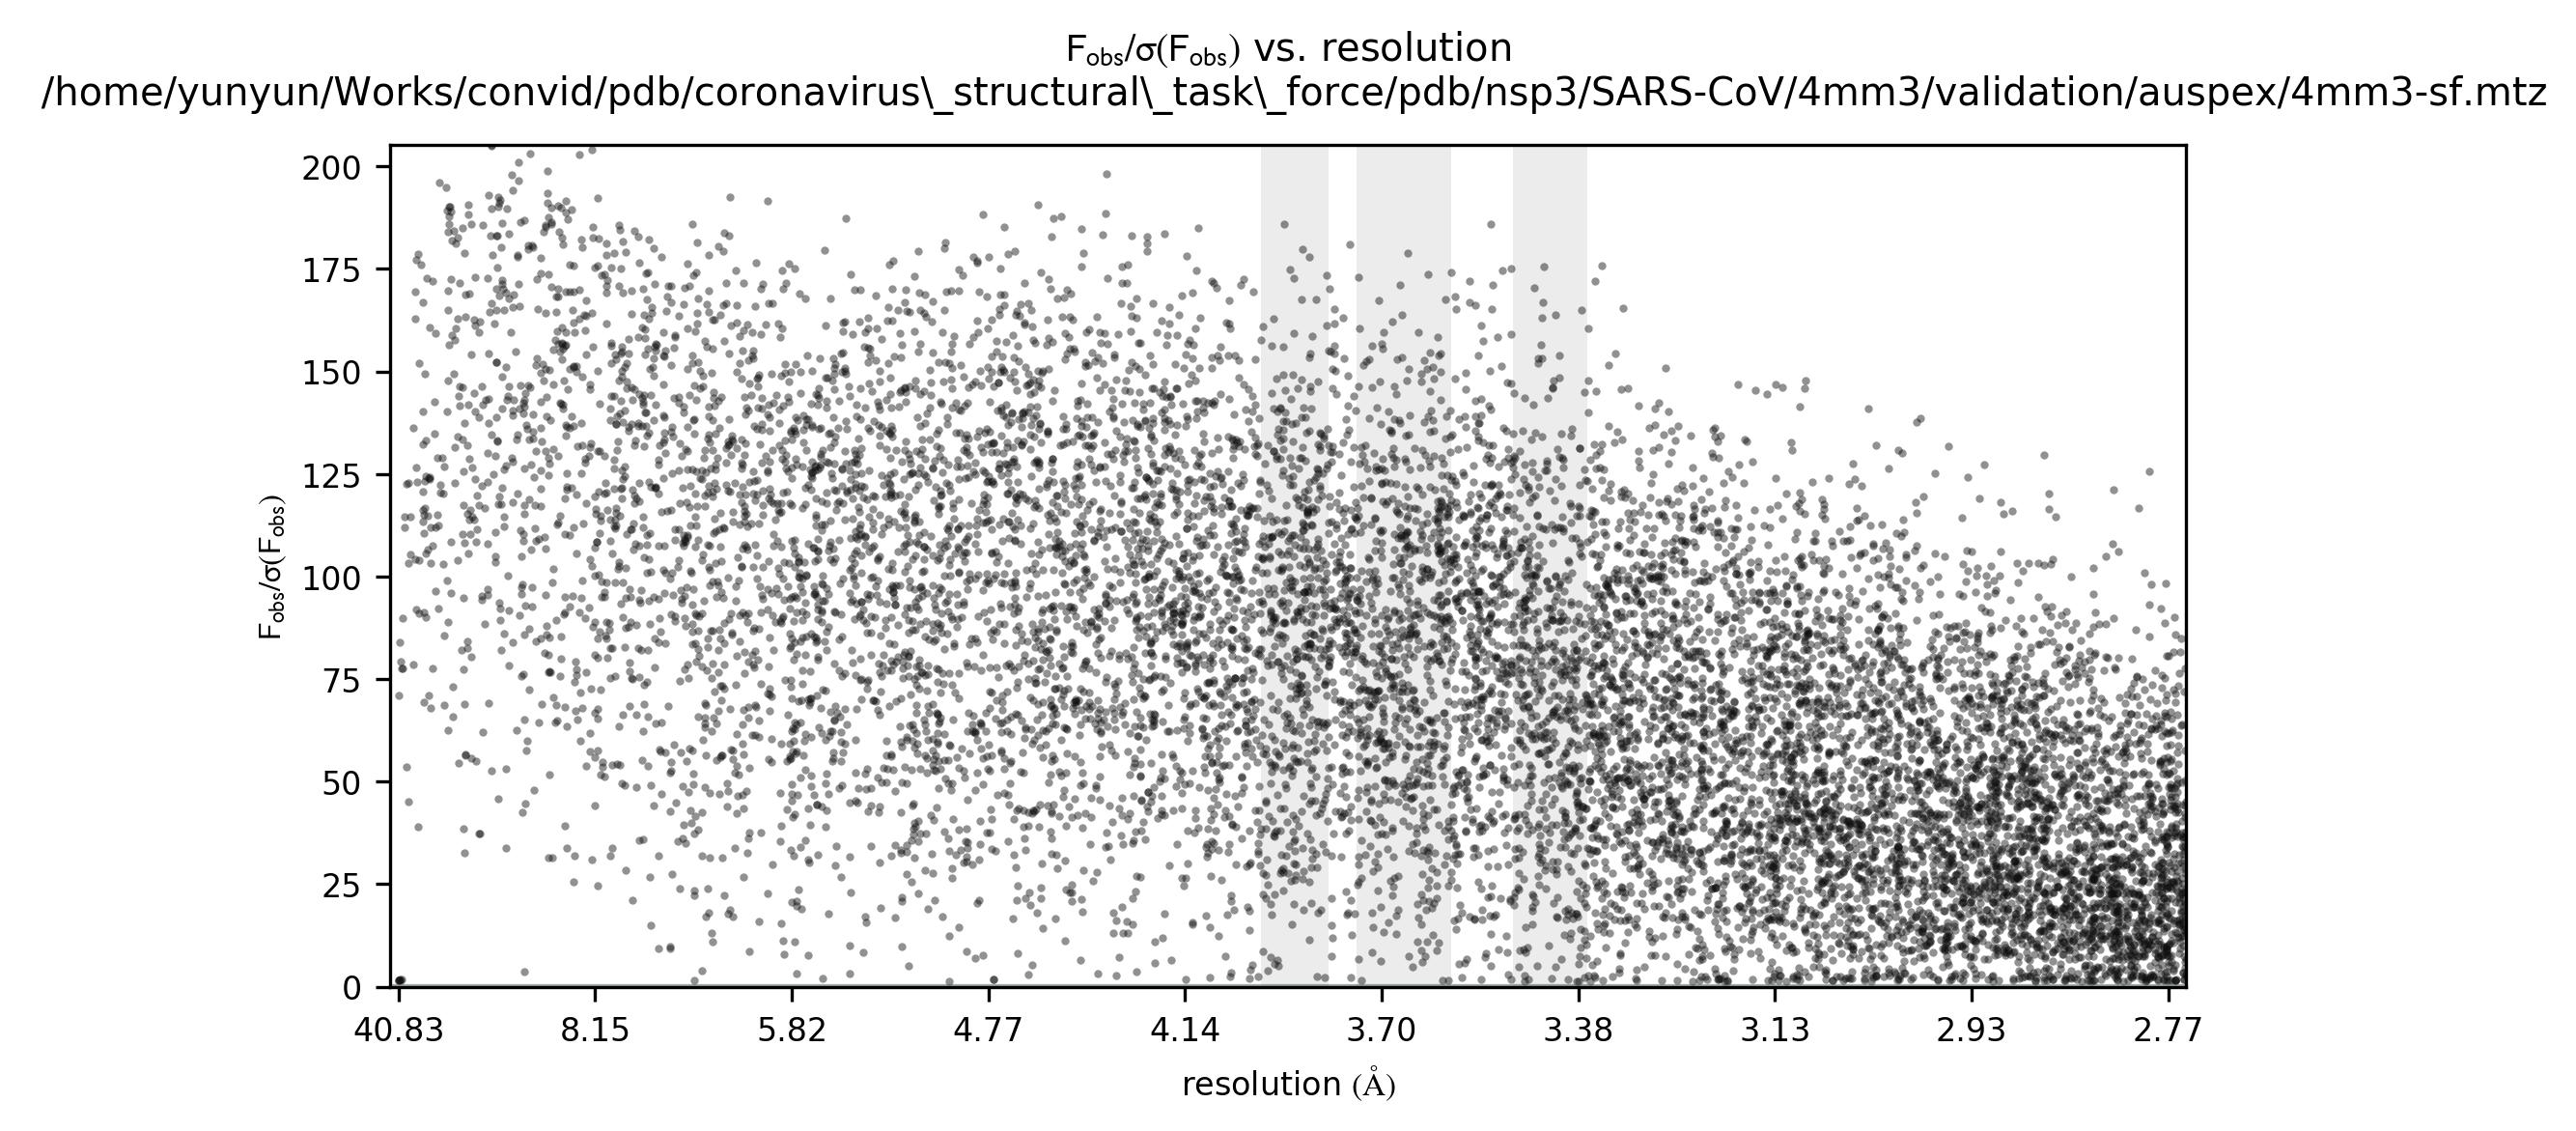 Fobs/σ(Fobs) vs. resolution
/home/yunyun/Works/convid/pdb/coronavirus\_structural\_task\_force/pdb/nsp3/SARS-CoV/4mm3/validation/auspex/4mm3-sf.mtz
Fobs/σ(Fobs)
200
175
150
125
100
75
50
25
0
40.83 8.15 5.82 4.77 4.14 3.70 3.38 3.13 2.93 2.77
resolution (Å)